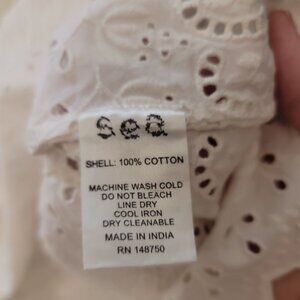 sea
SHELL: 100% COTTON
MACHINE WASH COLD
DO NOT BLEACH
LINE DRY
COOL IRON
DRY CLEANABLE
MADE IN INDIA
RN 148750